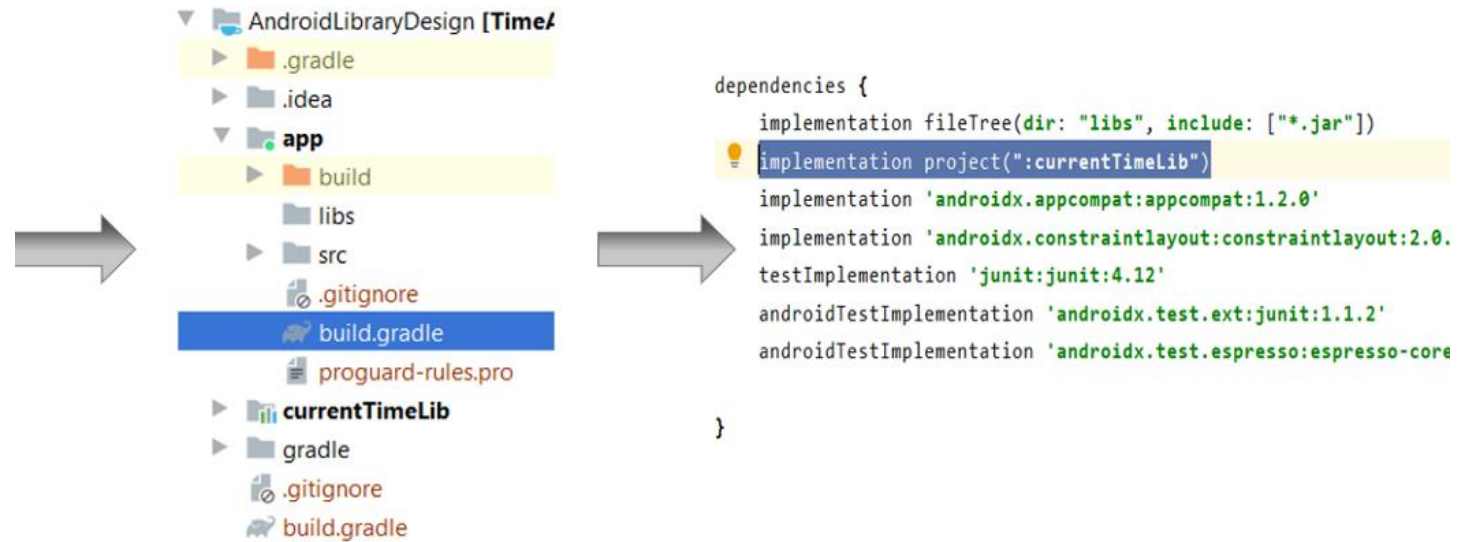 AndroidLibraryDesign [TimeA
.gradle
.idea
app
build
libs
src
.gitignore
build.gradle
proguard-rules.pro
currentTimeLib
gradle
.gitignore
build.gradle
dependencies {
implementation fileTree(dir: "libs", include: ["*.jar"])
implementation project(":currentTimeLib")
implementation 'androidx.appcompat:appcompat:1.2.0'
implementation 'androidx.constraintlayout:constraintlayout:2.0.
testImplementation 'junit:junit:4.12'
androidTestImplementation 'androidx.test.ext:junit:1.1.2'
androidTestImplementation 'androidx.test.espresso:espresso-core
}